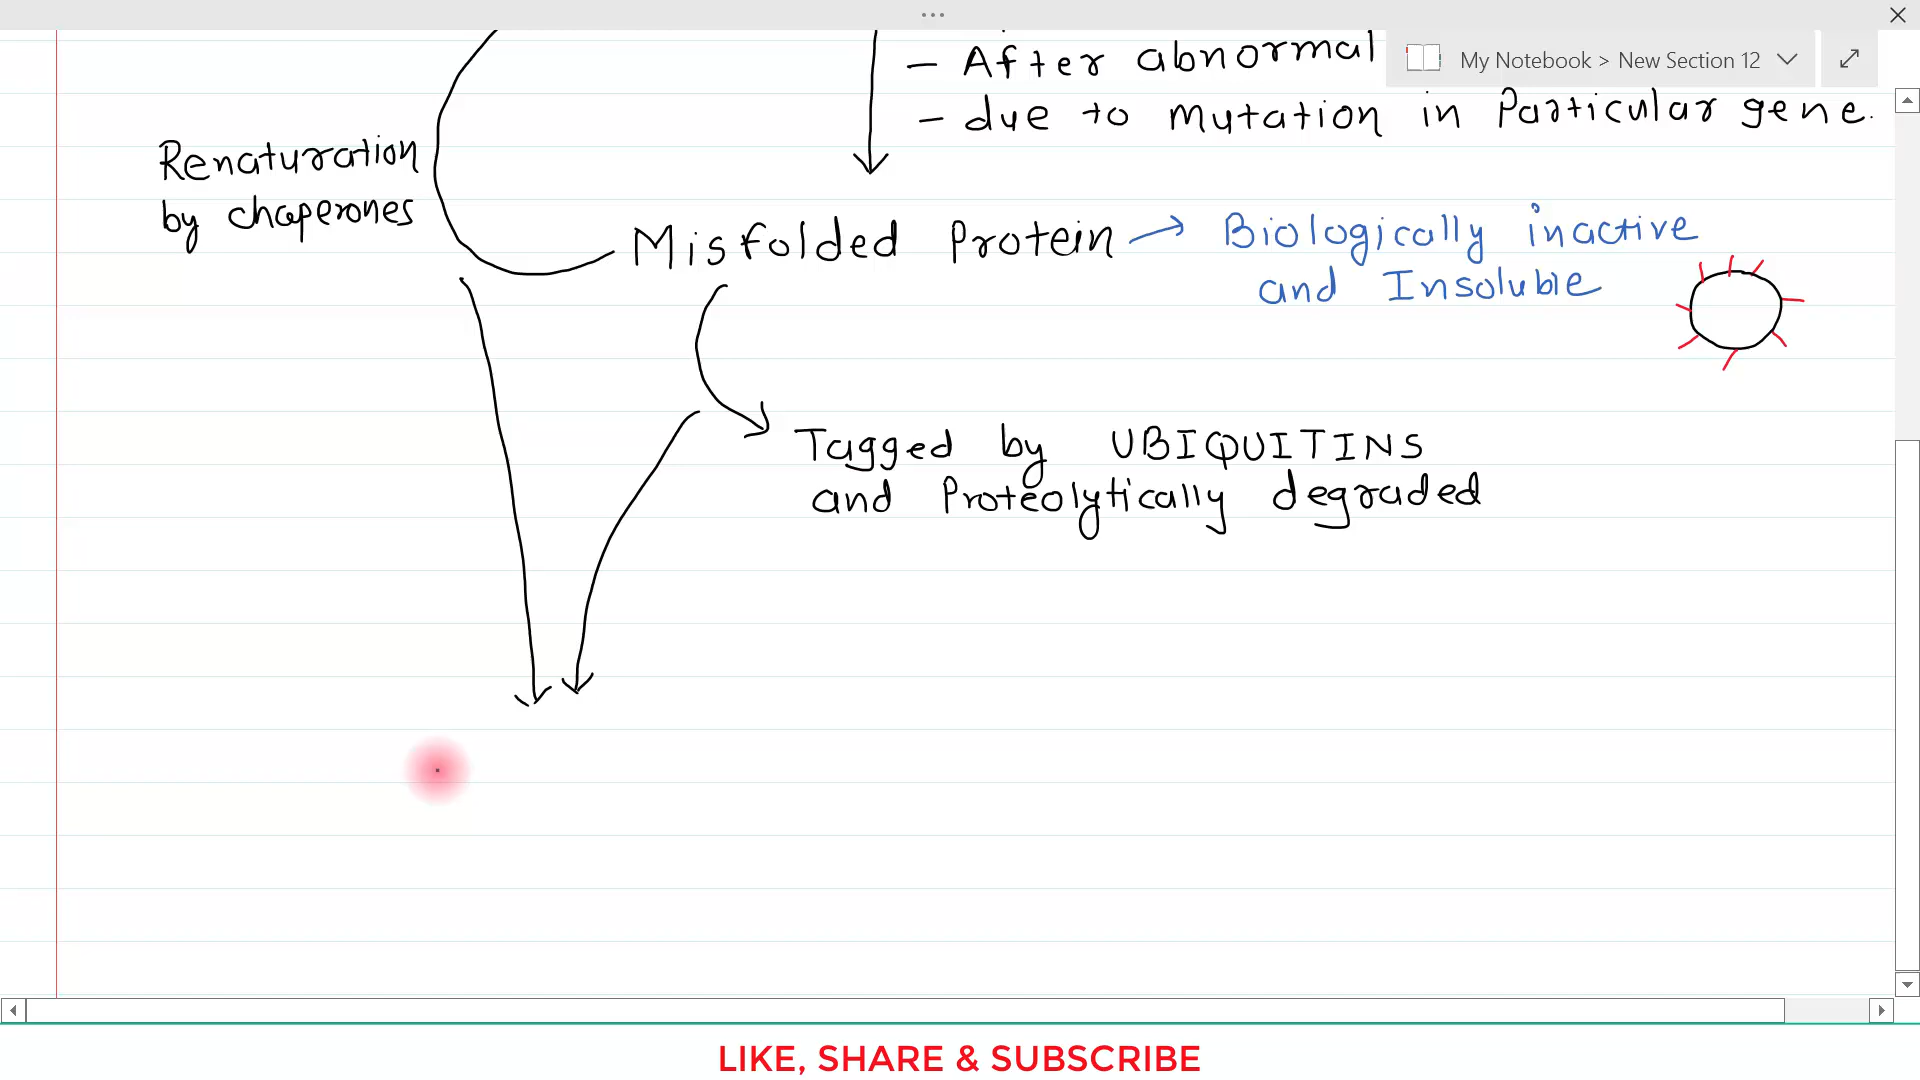 My Notebook > New Section 12
- After abnormal
- due to mutation in Particular gene.
Renaturation
by chaperones
Misfolded Protein → Biologically inactive
and Insoluble
Tagged by UBIQUITINS
and Proteolytically degraded
LIKE, SHARE & SUBSCRIBE